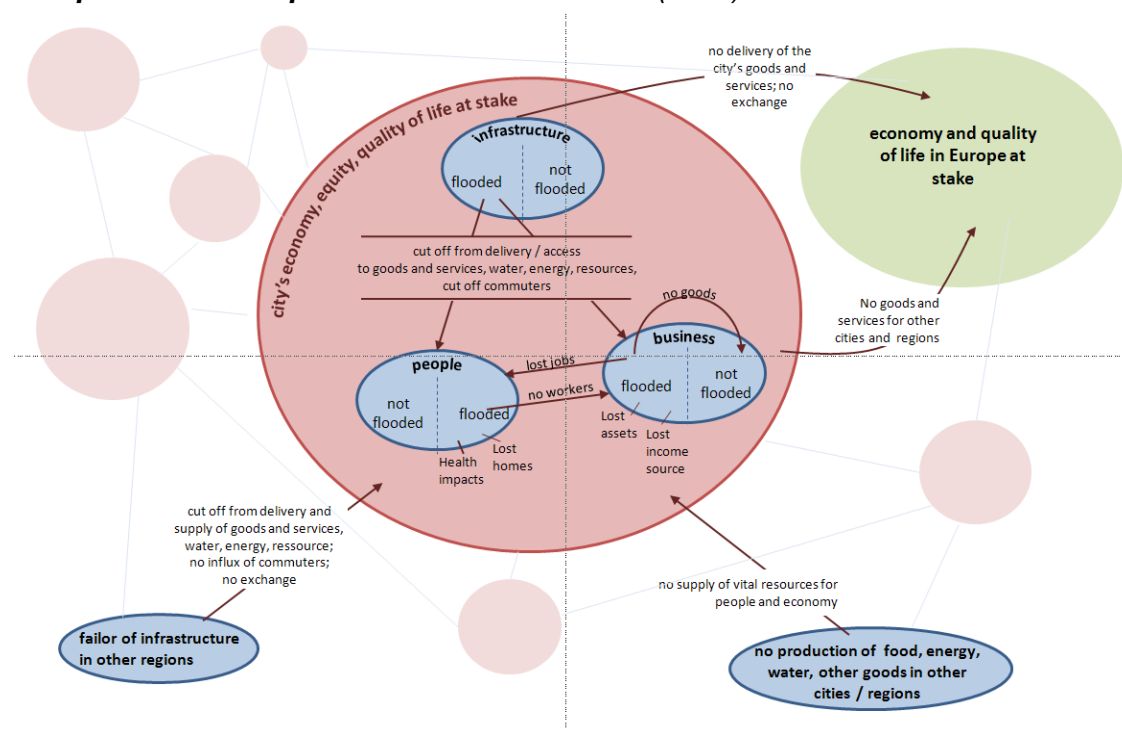 no delivery of the
city's goods and
services; no
exchange
city's economy, equity, quality of life at stake
infrastructure
flooded
not
flooded
economy and quality
of life in Europe at
stake
cut off from delivery / access
to goods and services, water, energy, resources,
cut off commuters
no goods
No goods and
services for other
cities and regions
business
flooded
not
flooded
lost jobs
no workers
people
not
flooded
flooded
Lost
assets
Lost
income
source
Health
impacts
Lost
homes
cut off from delivery and
supply of goods and services,
water, energy, ressource;
no influx of commuters;
no exchange
no supply of vital resources for
people and economy
failor of infrastructure
in other regions
no production of food, energy,
water, other goods in other
cities / regions